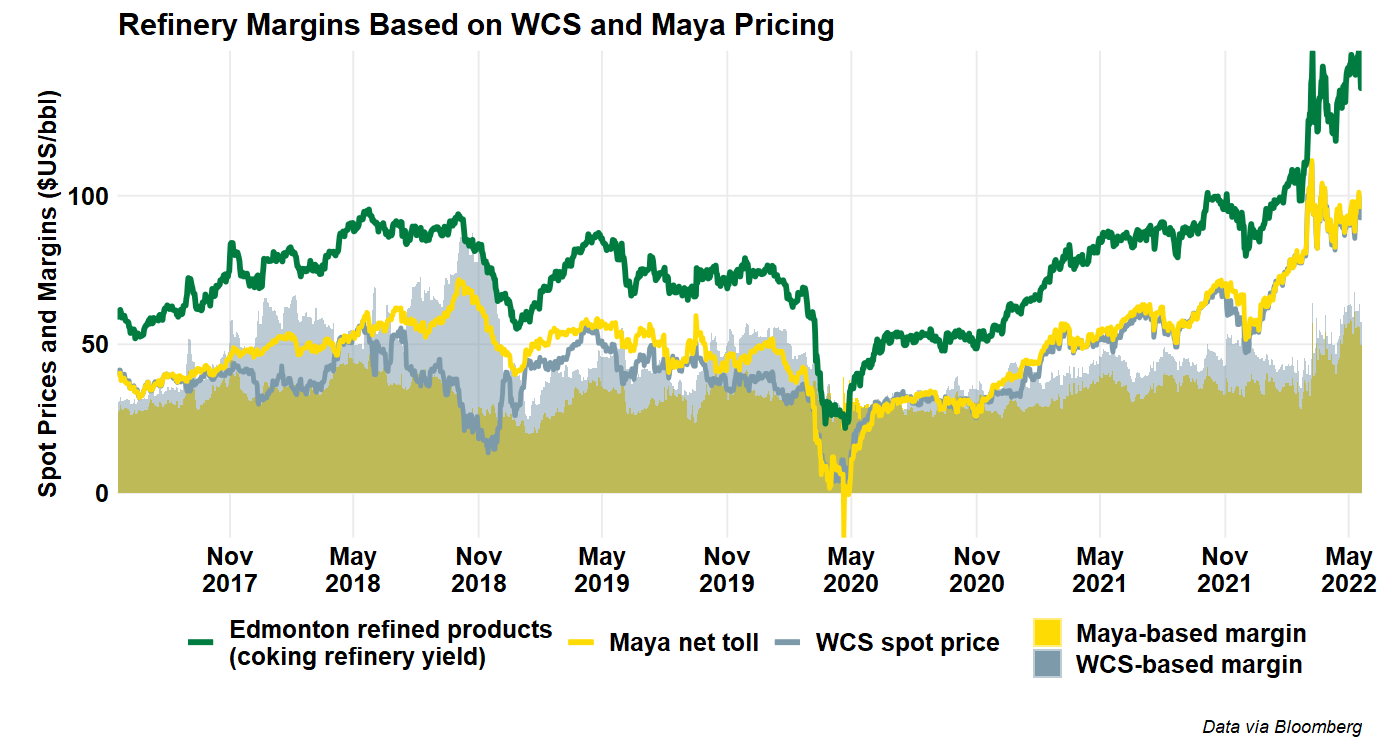 Refinery Margins Based on WCS and Maya Pricing
Spot Prices and Margins ($US/bbl)
100
50
0
Nov 2017
May 2018
Nov 2018
May 2019
Nov 2019
May 2020
Nov 2020
May 2021
Nov 2021
May 2022
Edmonton refined products
(coking refinery yield)
Maya net toll
WCS spot price
Maya-based margin
WCS-based margin
Data via Bloomberg